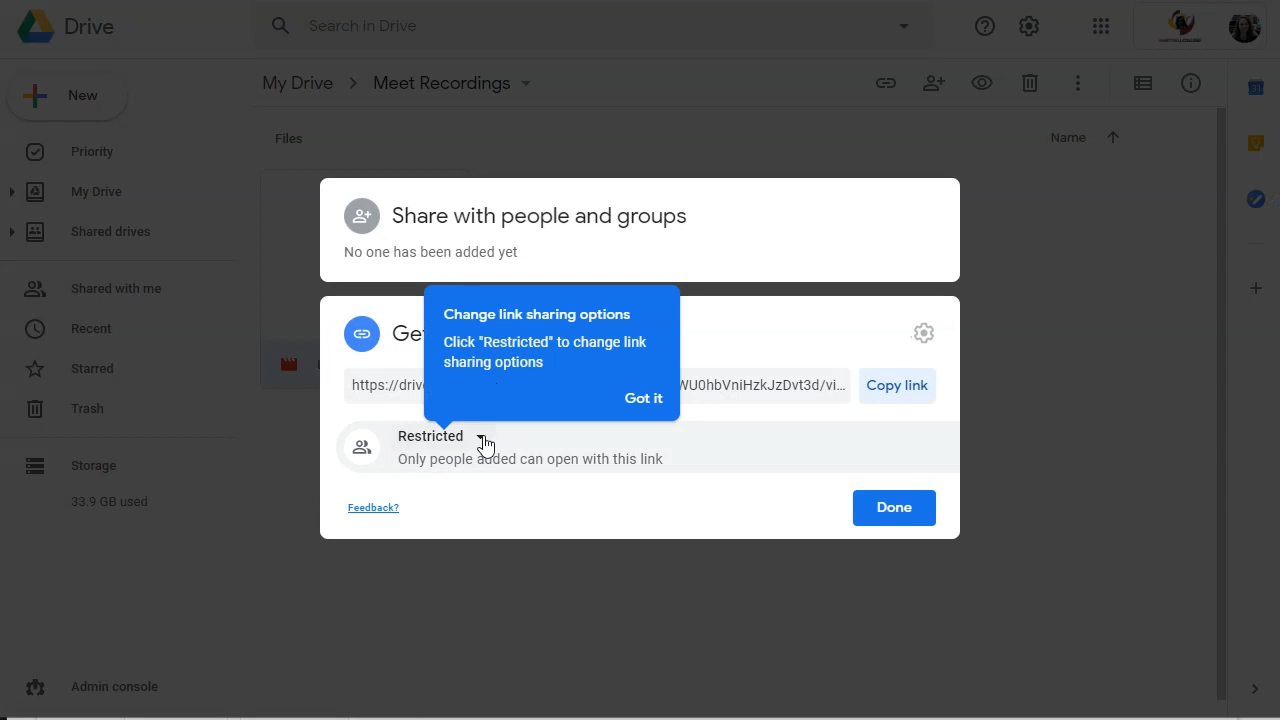 Drive
Search in Drive
New
My Drive
Meet Recordings
Priority
My Drive
Shared drives
Shared with me
Recent
Starred
Trash
Storage
33.9 GB used
Admin console
Files
Name
Share with people and groups
No one has been added yet
Change link sharing options
Click "Restricted" to change link
sharing options
Got it
Get
https://drive
WU0hbVniHzkJzDvt3d/vi...
Copy link
Restricted
Only people added can open with this link
Feedback?
Done